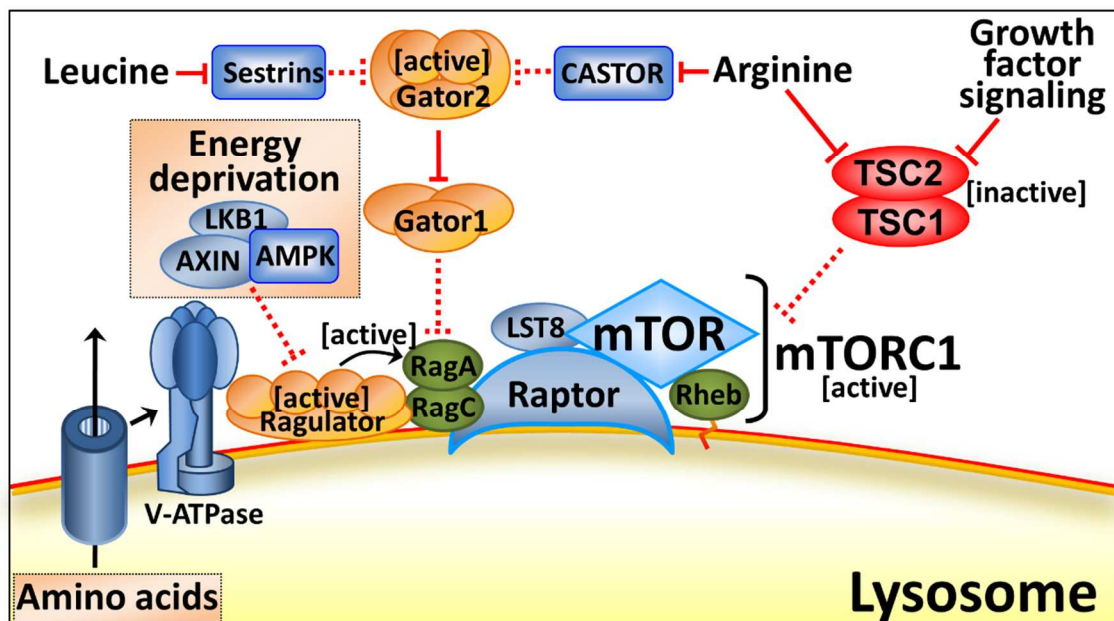 Leucine
Sestrins
[active]
Gator2
CASTOR
Arginine
Growth
factor
signaling
Energy
deprivation
LKB1
AXIN
AMPK
Gator1
TSC2
[inactive]
TSC1
[active]
LST8
mTOR
mTORC1
[active]
RagA
RagC
[active]
Ragulator
Raptor
Rheb
V-ATPase
Amino acids
Lysosome